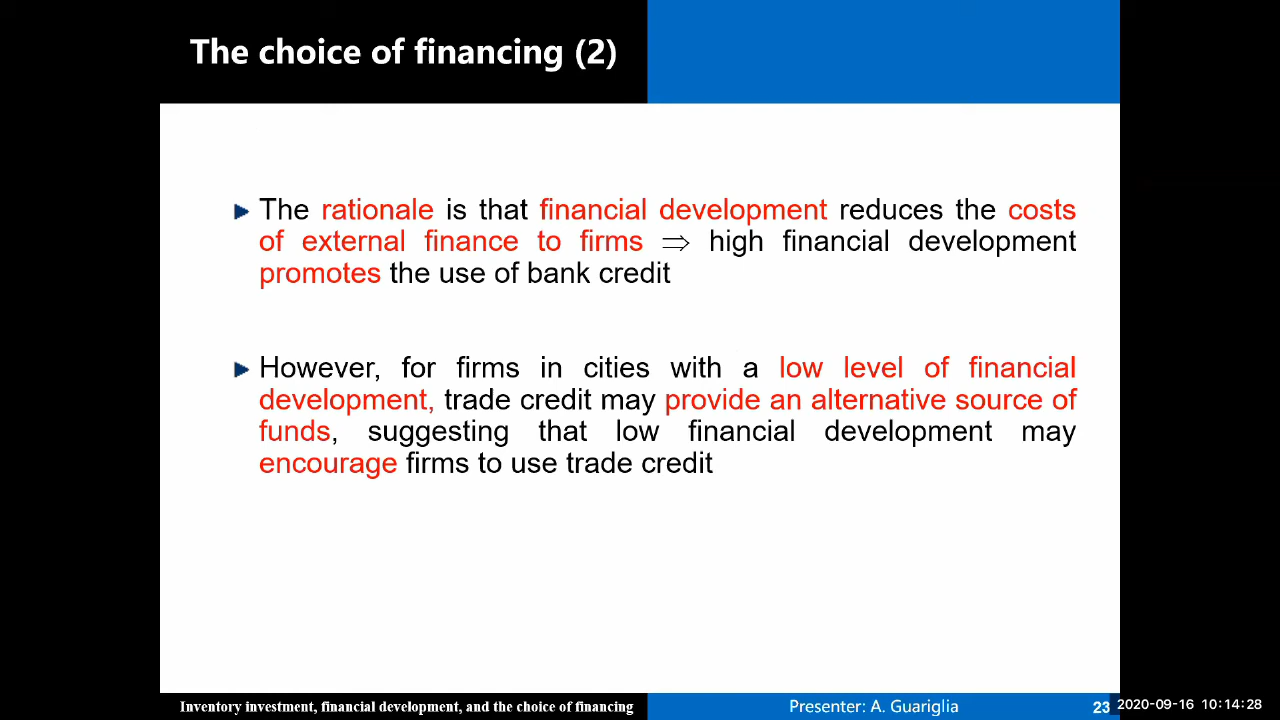 The choice of financing (2)
The rationale is that financial development reduces the costs
of external finance to firms ⇒ high financial development
promotes the use of bank credit
However, for firms in cities with a low level of financial
development, trade credit may provide an alternative source of
funds, suggesting that low financial development may
encourage firms to use trade credit
Inventory investment, financial development, and the choice of financing
Presenter: A. Guariglia
23
2020-09-16 10:14:28